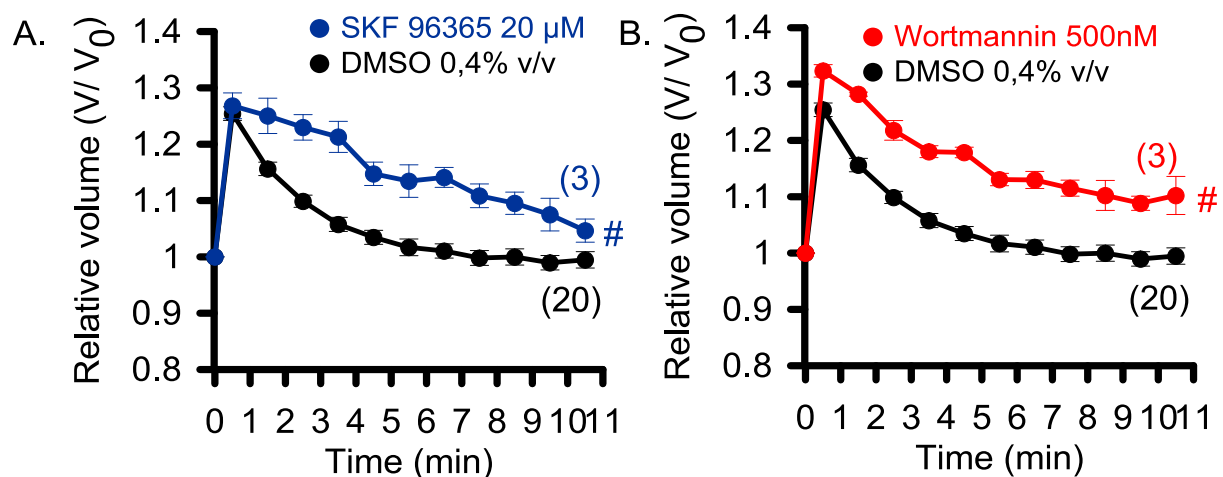 A.
SKF 96365 20 µM
DMSO 0,4% v/v
Relative volume (V/ V0)
1.4
1.3
1.2
1.1
1
0.9
0.8
(3)
#
(20)
0 1 2 3 4 5 6 7 8 9 10 11
Time (min)
B.
Wortmannin 500nM
DMSO 0,4% v/v
Relative volume (V/ V0)
1.4
1.3
1.2
1.1
1
0.9
0.8
(3)
#
(20)
0 1 2 3 4 5 6 7 8 9 10 11
Time (min)